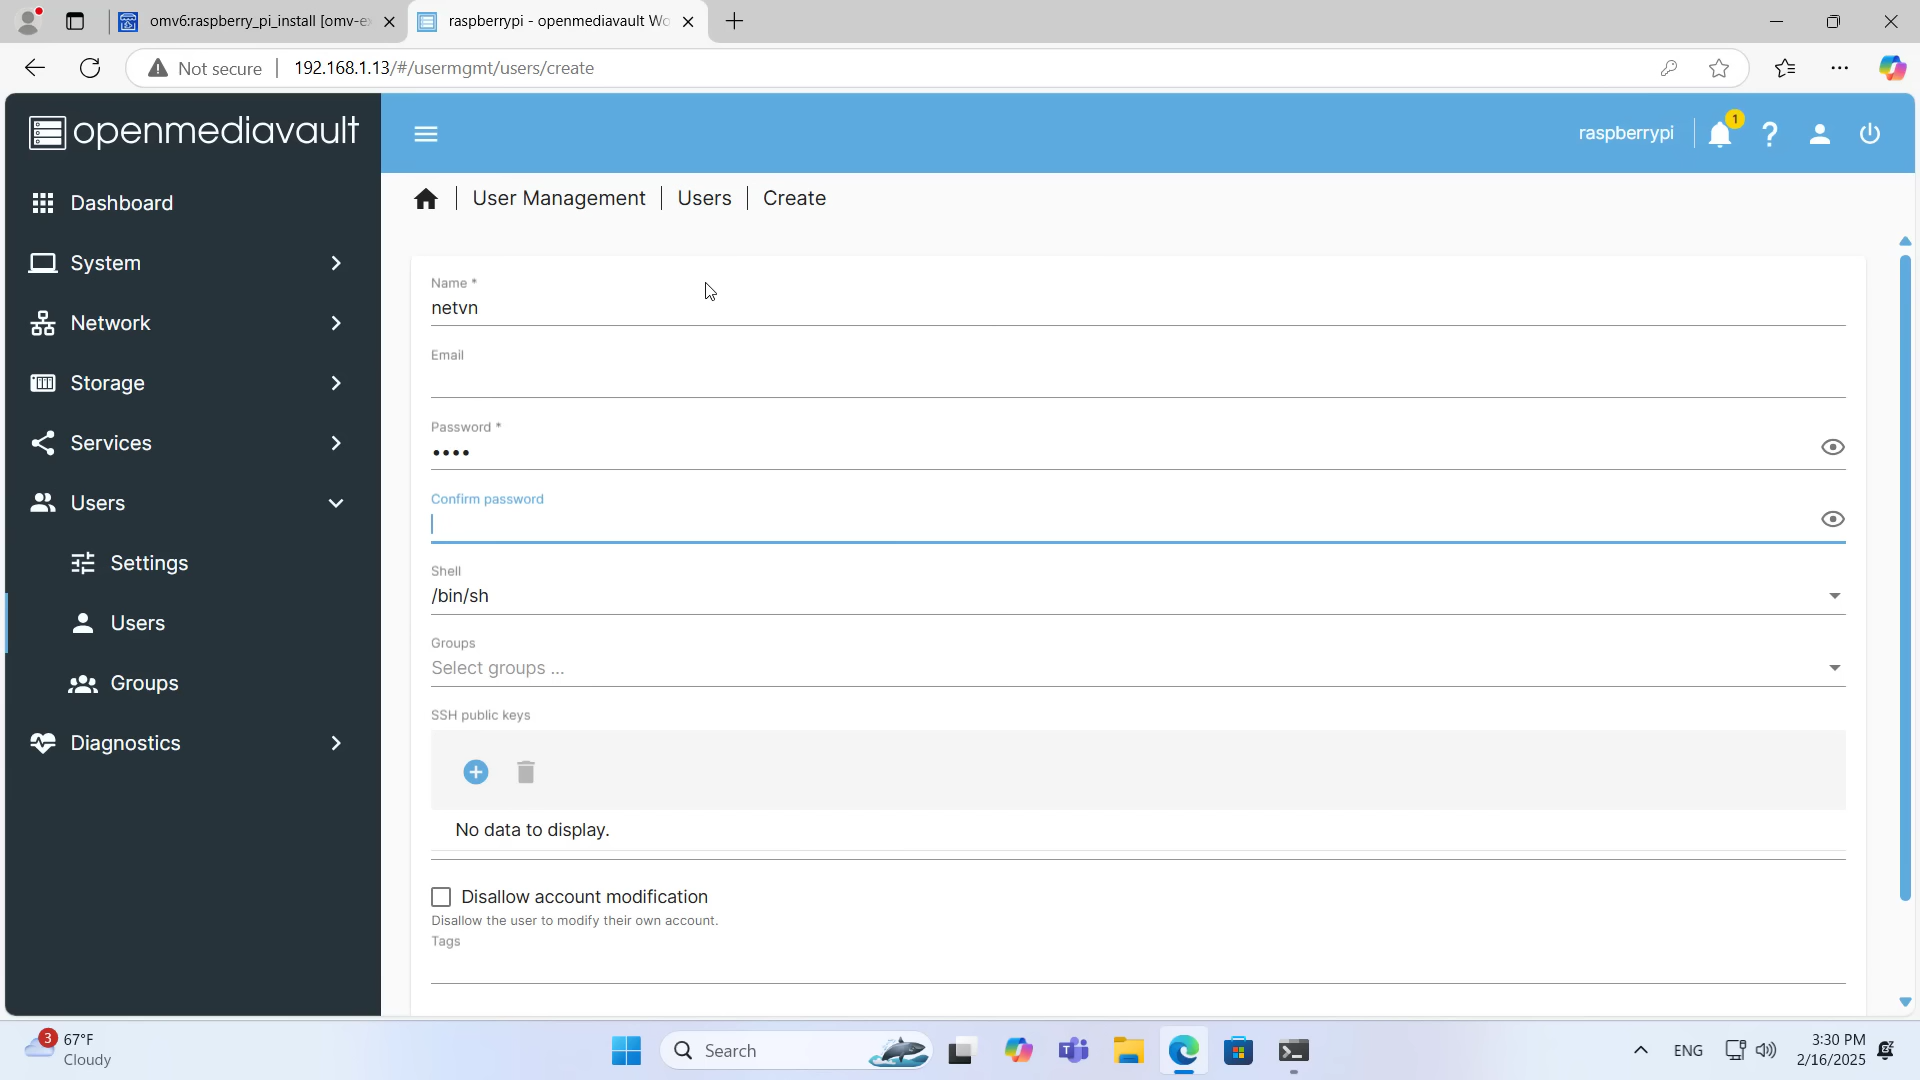 omv6:raspberry_pi_install [omv-e
raspberrypi - openmediavault Wo
Not secure
192.168.1.13/#/usermgmt/users/create
openmediavault
raspberrypi
1
Dashboard
System
Network
Storage
Services
Users
Settings
Users
Groups
Diagnostics
User Management | Users | Create
Name *
netvn
Email
Password *
••••
Confirm password
Shell
/bin/sh
Groups
Select groups ...
SSH public keys
No data to display.
Disallow account modification
Disallow the user to modify their own account.
Tags
3
67°F
Cloudy
Search
ENG
3:30 PM
2/16/2025